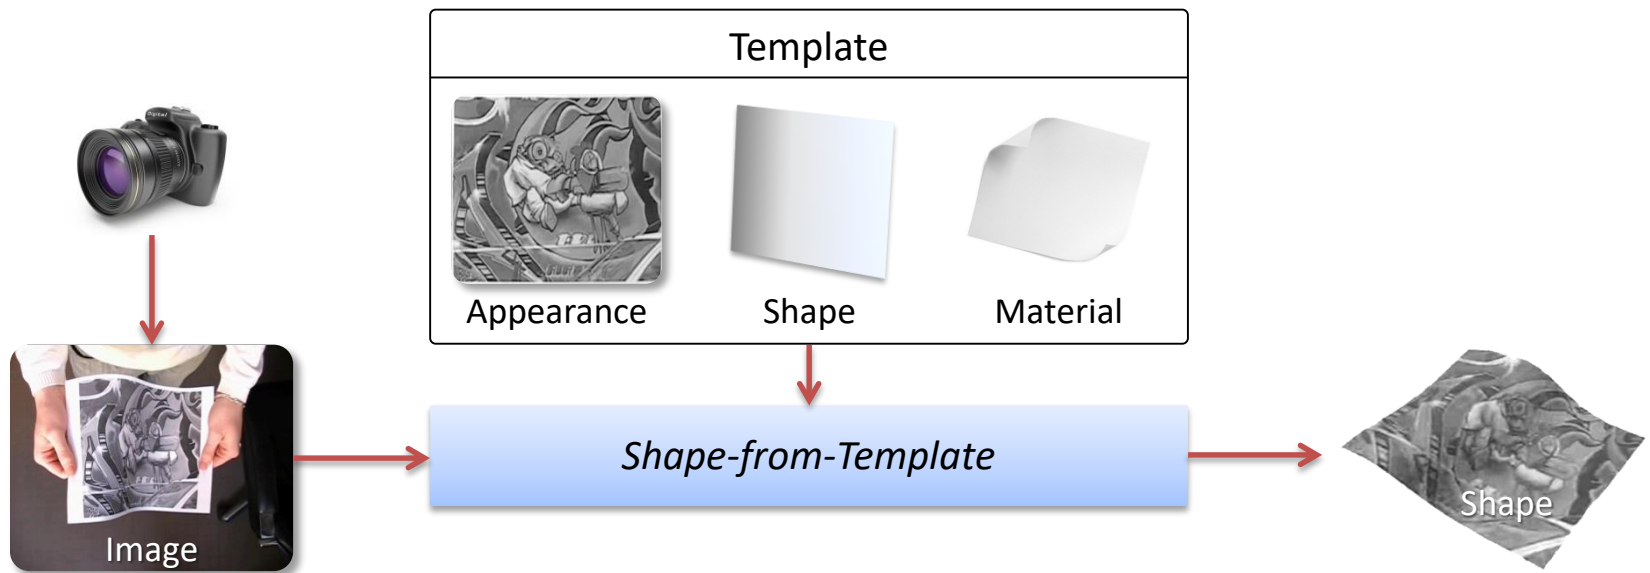 Template
Appearance
Shape
Material
Shape-from-Template
Image
Shape